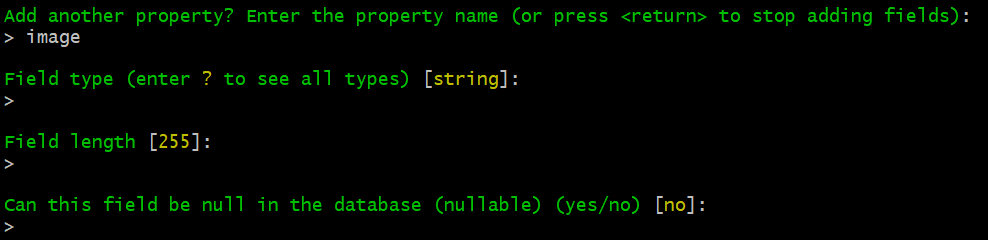 Add another property? Enter the property name (or press <return> to stop adding fields):
> image
Field type (enter ? to see all types) [string]:
>
Field length [255]:
>
Can this field be null in the database (nullable) (yes/no) [no]:
>